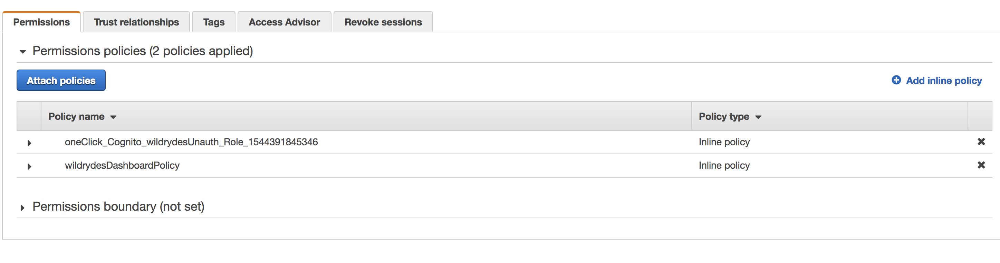 Permissions Trust relationships Tags Access Advisor Revoke sessions
Permissions policies (2 policies applied)
Attach policies Add inline policy
Policy name Policy type
oneClick_Cognito_wildrydesUnauth_Role_1544391845346 Inline policy
wildrydesDashboardPolicy Inline policy
Permissions boundary (not set)